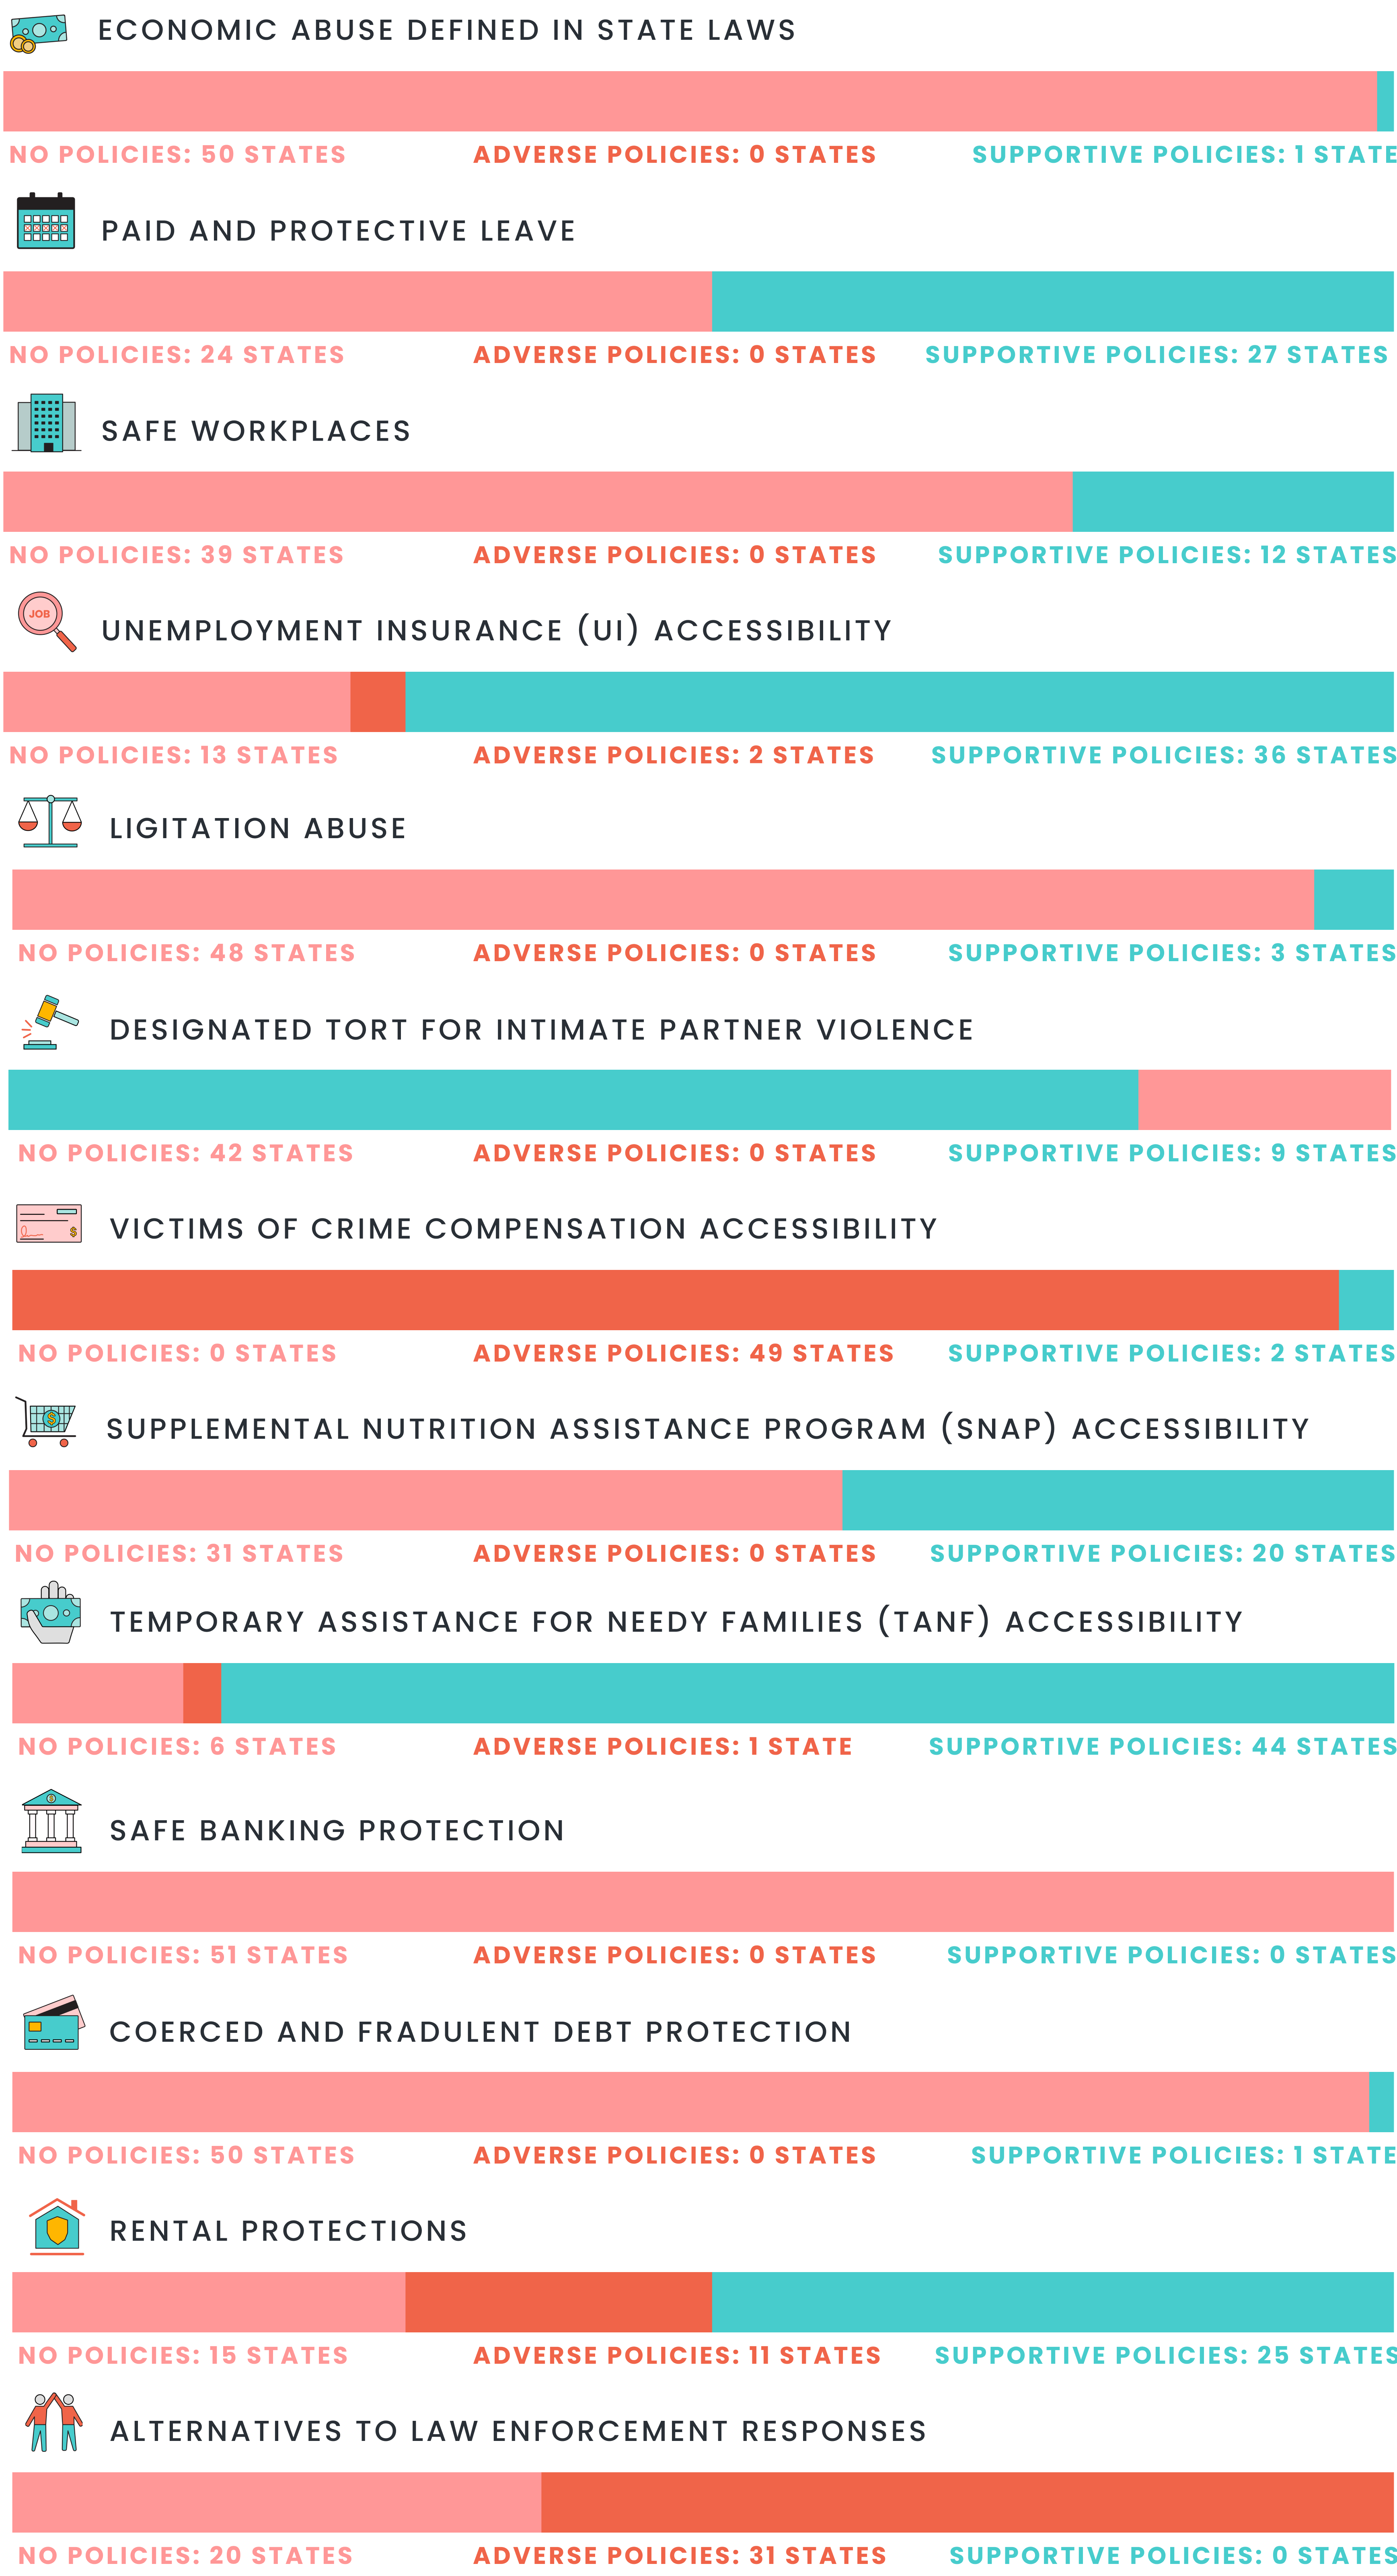 ECONOMIC ABUSE DEFINED IN STATE LAWS
NO POLICIES: 50 STATES ADVERSE POLICIES: 0 STATES SUPPORTIVE POLICIES: 1 STATE
PAID AND PROTECTIVE LEAVE
NO POLICIES: 24 STATES ADVERSE POLICIES: 0 STATES SUPPORTIVE POLICIES: 27 STATES
SAFE WORKPLACES
NO POLICIES: 39 STATES ADVERSE POLICIES: 0 STATES SUPPORTIVE POLICIES: 12 STATES
JOB
UNEMPLOYMENT INSURANCE (UI) ACCESSIBILITY
NO POLICIES: 13 STATES ADVERSE POLICIES: 2 STATES SUPPORTIVE POLICIES: 36 STATES
LIGITATION ABUSE
NO POLICIES: 48 STATES ADVERSE POLICIES: 0 STATES SUPPORTIVE POLICIES: 3 STATES
DESIGNATED TORT FOR INTIMATE PARTNER VIOLENCE
NO POLICIES: 42 STATES ADVERSE POLICIES: 0 STATES SUPPORTIVE POLICIES: 9 STATES
$
VICTIMS OF CRIME COMPENSATION ACCESSIBILITY
NO POLICIES: 0 STATES ADVERSE POLICIES: 49 STATES SUPPORTIVE POLICIES: 2 STATES
$
SUPPLEMENTAL NUTRITION ASSISTANCE PROGRAM (SNAP) ACCESSIBILITY
NO POLICIES: 31 STATES ADVERSE POLICIES: 0 STATES SUPPORTIVE POLICIES: 20 STATES
TEMPORARY ASSISTANCE FOR NEEDY FAMILIES (TANF) ACCESSIBILITY
NO POLICIES: 6 STATES ADVERSE POLICIES: 1 STATE SUPPORTIVE POLICIES: 44 STATES
$
SAFE BANKING PROTECTION
NO POLICIES: 51 STATES ADVERSE POLICIES: 0 STATES SUPPORTIVE POLICIES: 0 STATES
COERCED AND FRADULENT DEBT PROTECTION
NO POLICIES: 50 STATES ADVERSE POLICIES: 0 STATES SUPPORTIVE POLICIES: 1 STATE
RENTAL PROTECTIONS
NO POLICIES: 15 STATES ADVERSE POLICIES: 11 STATES SUPPORTIVE POLICIES: 25 STATES
ALTERNATIVES TO LAW ENFORCEMENT RESPONSES
NO POLICIES: 20 STATES ADVERSE POLICIES: 31 STATES SUPPORTIVE POLICIES: 0 STATES